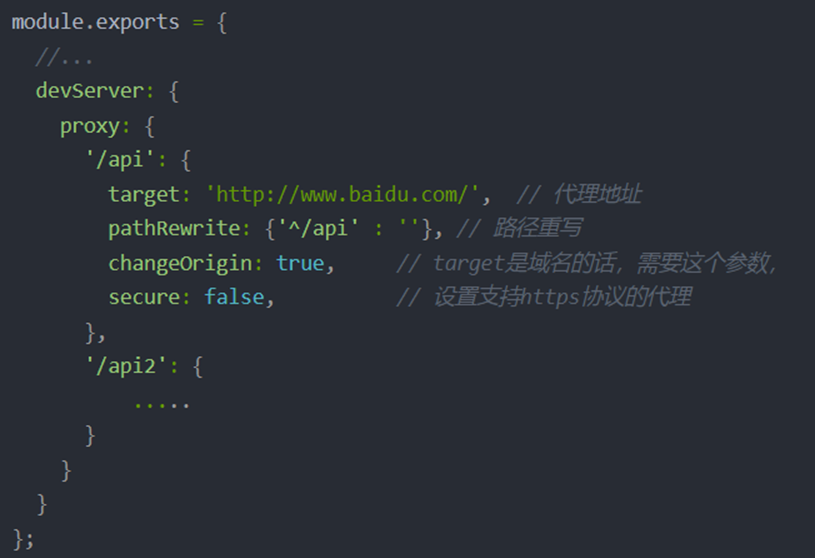 module.exports = {
  //...
  devServer: {
    proxy: {
      '/api': {
        target: 'http://www.baidu.com/',  // 代理地址
        pathRewrite: {'^/api' : ''}, // 路径重写
        changeOrigin: true,     // target是域名的话，需要这个参数，
        secure: false,          // 设置支持https协议的代理
      },
      '/api2': {
          .....
      }
    }
  }
};